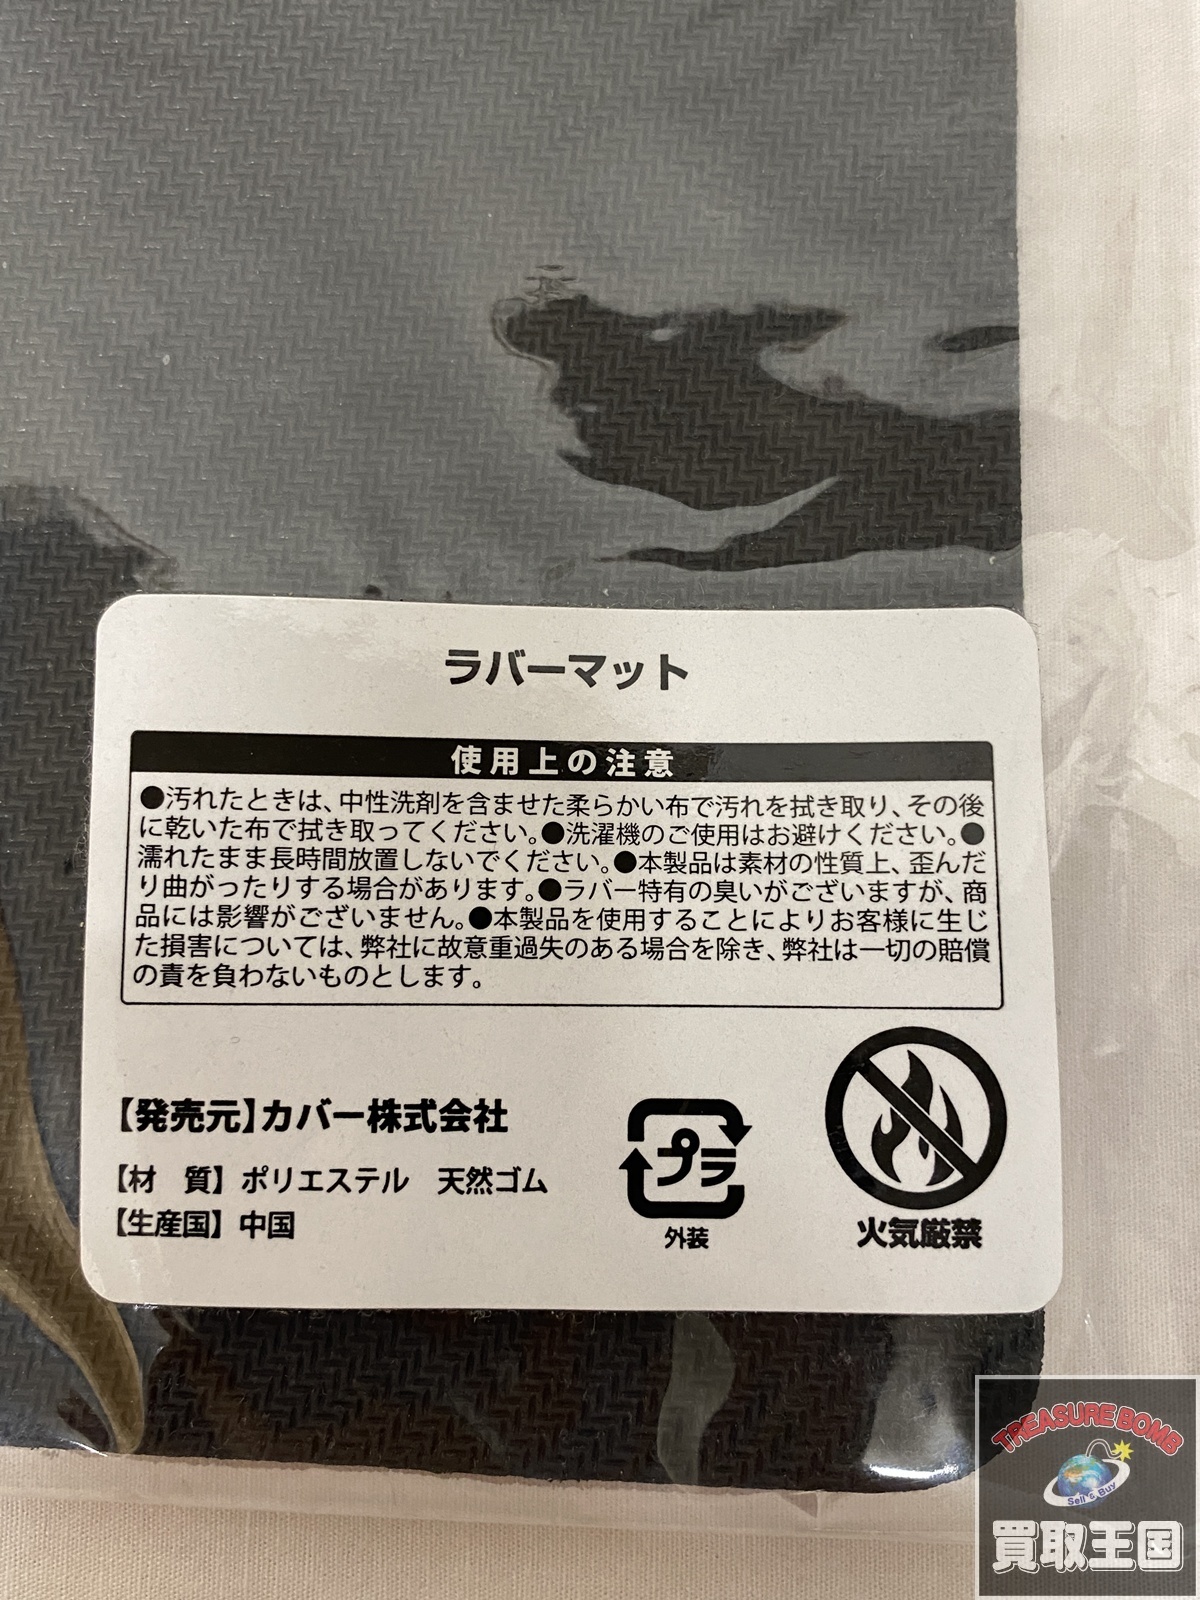 ラバーマット
使用上の注意
●汚れたときは、中性洗剤を含ませた柔らかい布で汚れを拭き取り、その後
に乾いた布で拭き取ってください。●洗濯機のご使用はお避けください。●
濡れたまま長時間放置しないでください。●本製品は素材の性質上、歪んだ
り曲がったりする場合があります。●ラバー特有の臭いがございますが、商
品には影響がございません。●本製品を使用することによりお客様に生じ
た損害については、弊社に故意重過失のある場合を除き、弊社は一切の賠償
の責を負わないものとします。
【発売元】カバー株式会社
【材　質】ポリエステル　天然ゴム
【生産国】中国
プラ
外装
火気厳禁
TREASURE BOMB
Sell & Buy
買取王国